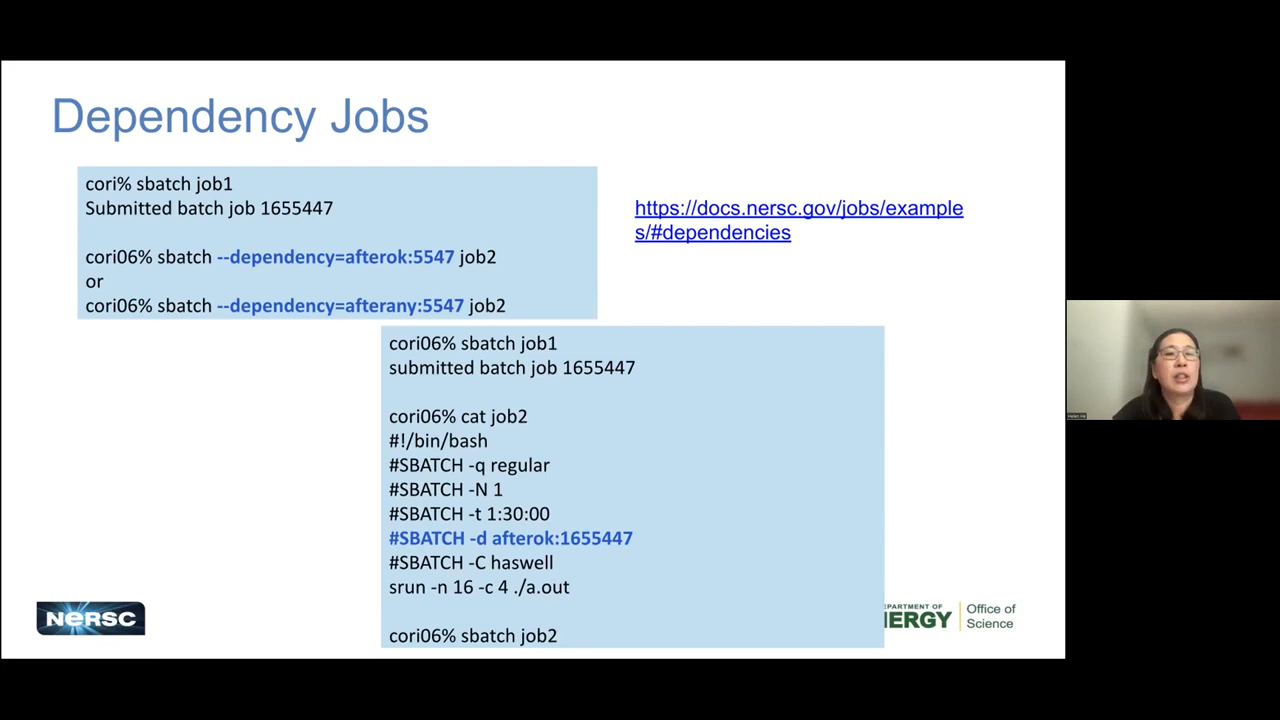 Dependency Jobs
cori% sbatch job1
Submitted batch job 1655447
cori06% sbatch --dependency=afterok:5547 job2
or
cori06% sbatch --dependency=afterany:5547 job2
https://docs.nersc.gov/jobs/example
s/#dependencies
cori06% sbatch job1
submitted batch job 1655447
cori06% cat job2
#!/bin/bash
#SBATCH -q regular
#SBATCH -N 1
#SBATCH -t 1:30:00
#SBATCH -d afterok:1655447
#SBATCH -C haswell
srun -n 16 -c 4 ./a.out
cori06% sbatch job2
NERSC
EPARTMENT OF
NERGY
Office of
Science